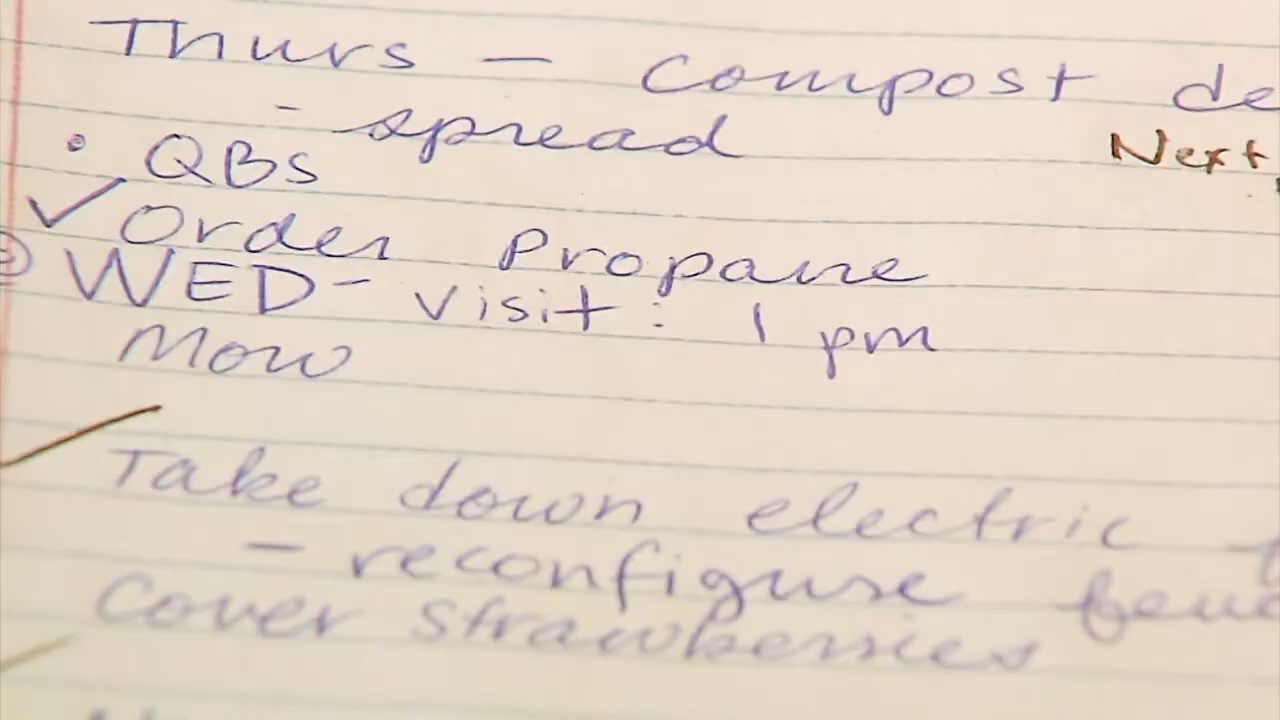 Thurs - compost de
- spread
Next
• QBs
✓ Order Propane
WED- visit: 1 pm
Mow
Take down electric
- reconfigure fenc
Cover strawberries